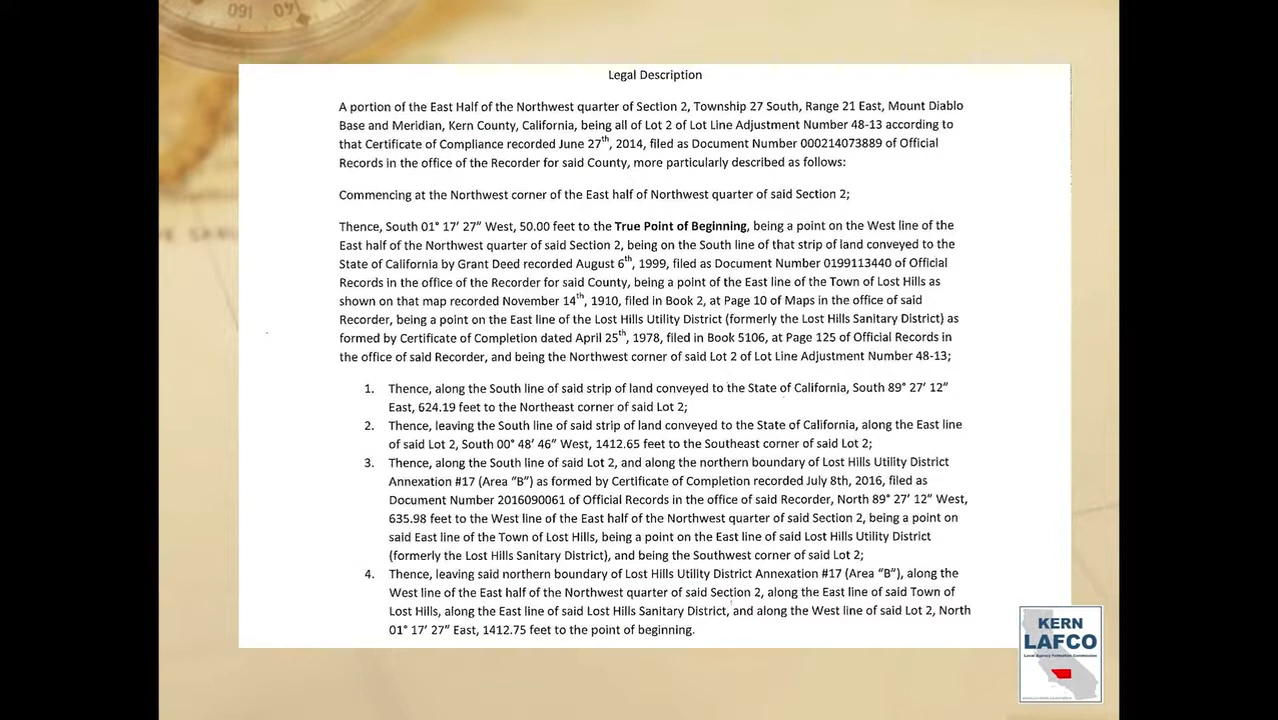 160
040
Legal Description
A portion of the East Half of the Northwest quarter of Section 2, Township 27 South, Range 21 East, Mount Diablo
Base and Meridian, Kern County, California, being all of Lot 2 of Lot Line Adjustment Number 48-13 according to
that Certificate of Compliance recorded June 27th, 2014, filed as Document Number 000214073889 of Official
Records in the office of the Recorder for said County, more particularly described as follows:
Commencing at the Northwest corner of the East half of Northwest quarter of said Section 2;
Thence, South 01° 17' 27" West, 50.00 feet to the True Point of Beginning, being a point on the West line of the
East half of the Northwest quarter of said Section 2, being on the South line of that strip of land conveyed to the
State of California by Grant Deed recorded August 6th, 1999, filed as Document Number 0199113440 of Official
Records in the office of the Recorder for said County, being a point of the East line of the Town of Lost Hills as
shown on that map recorded November 14th, 1910, filed in Book 2, at Page 10 of Maps in the office of said
Recorder, being a point on the East line of the Lost Hills Utility District (formerly the Lost Hills Sanitary District) as
formed by Certificate of Completion dated April 25th, 1978, filed in Book 5106, at Page 125 of Official Records in
the office of said Recorder, and being the Northwest corner of said Lot 2 of Lot Line Adjustment Number 48-13;
1. Thence, along the South line of said strip of land conveyed to the State of California, South 89° 27' 12"
East, 624.19 feet to the Northeast corner of said Lot 2;
2. Thence, leaving the South line of said strip of land conveyed to the State of California, along the East line
of said Lot 2, South 00° 48' 46" West, 1412.65 feet to the Southeast corner of said Lot 2;
3. Thence, along the South line of said Lot 2, and along the northern boundary of Lost Hills Utility District
Annexation #17 (Area "B") as formed by Certificate of Completion recorded July 8th, 2016, filed as
Document Number 2016090061 of Official Records in the office of said Recorder, North 89° 27' 12" West,
635.98 feet to the West line of the East half of the Northwest quarter of said Section 2, being a point on
said East line of the Town of Lost Hills, being a point on the East line of said Lost Hills Utility District
(formerly the Lost Hills Sanitary District), and being the Southwest corner of said Lot 2;
4. Thence, leaving said northern boundary of Lost Hills Utility District Annexation #17 (Area "B"), along the
West line of the East half of the Northwest quarter of said Section 2, along the East line of said Town of
Lost Hills, along the East line of said Lost Hills Sanitary District, and along the West line of said Lot 2, North
01° 17' 27" East, 1412.75 feet to the point of beginning.
KERN
LAFCO
Local Agency Formation Commission